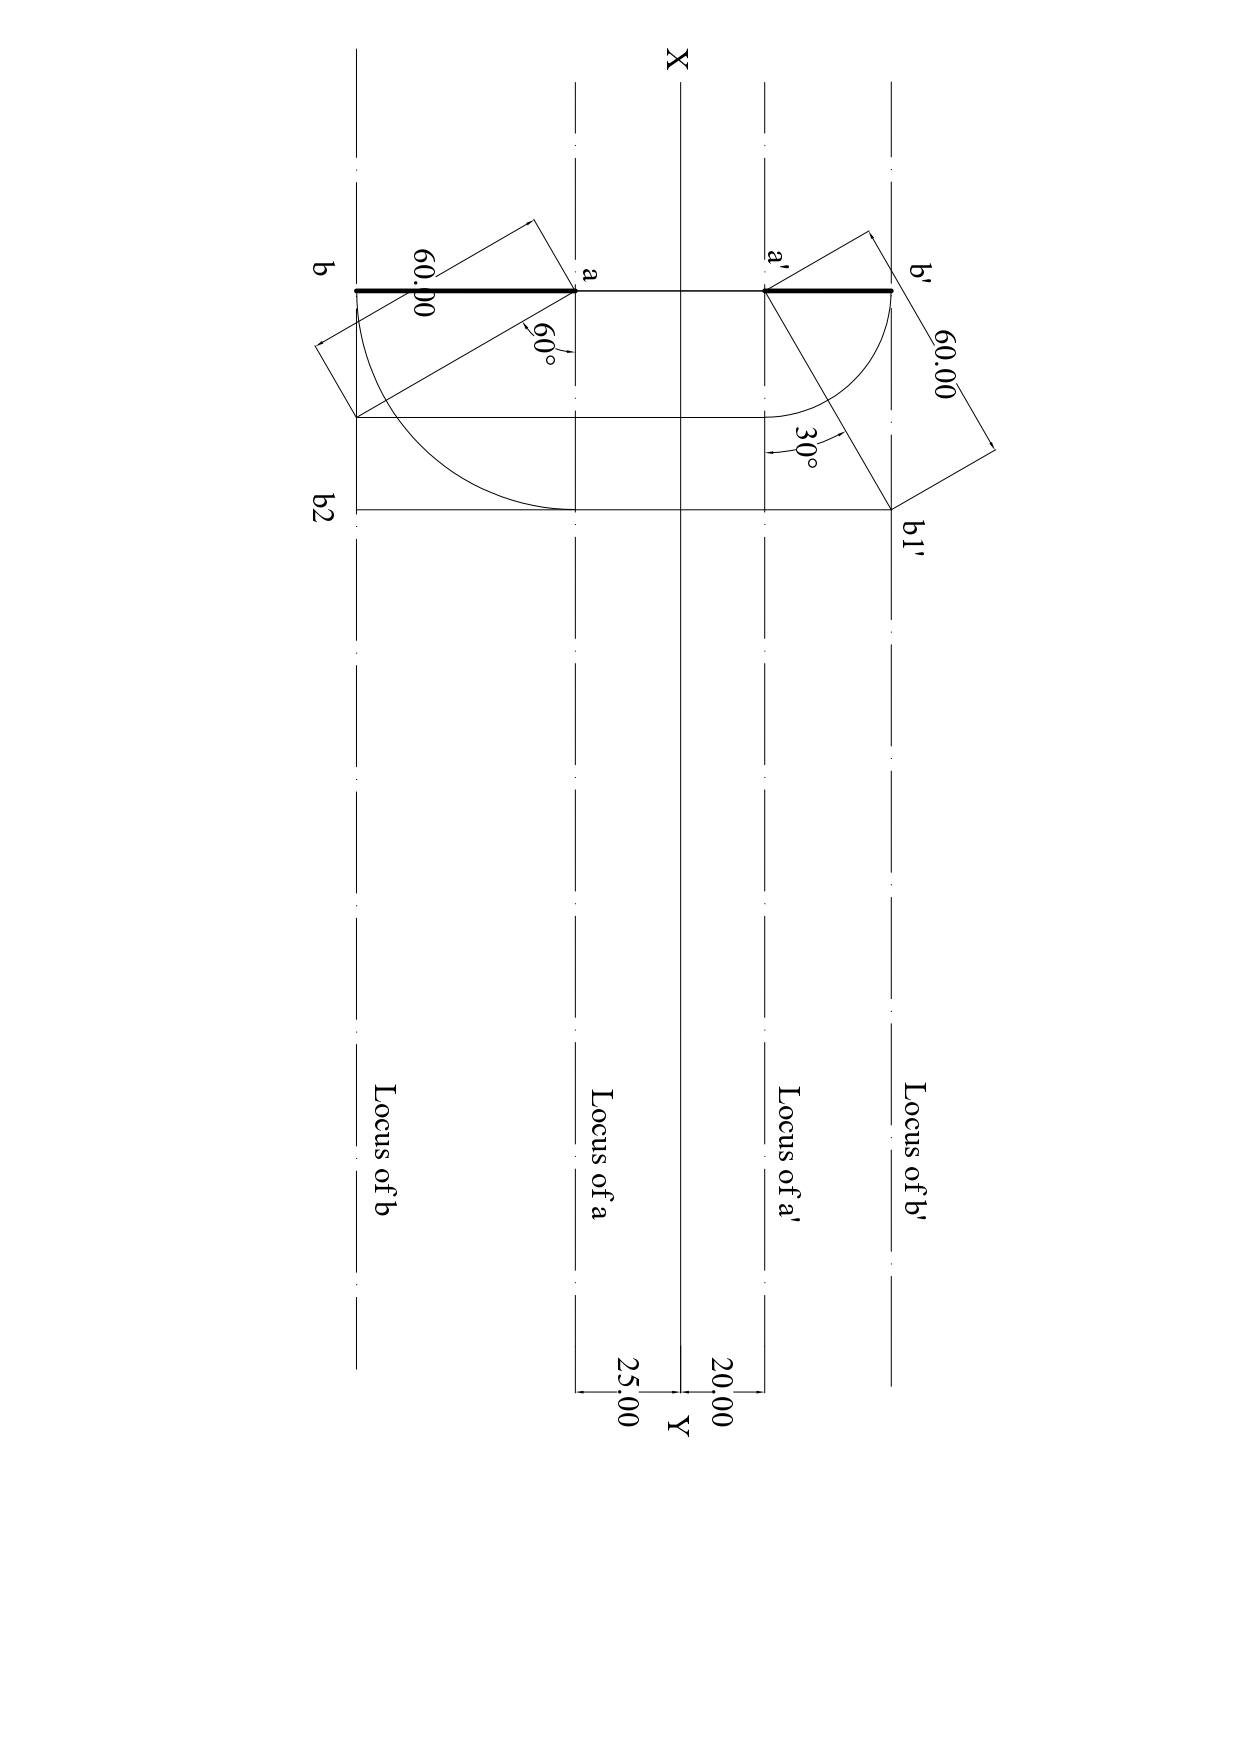 b'
60.00
b1'
Locus of b'
a'
30°
Locus of a'
20.00
X
Y
a
60°
Locus of a
25.00
60.00
b
b2
Locus of b